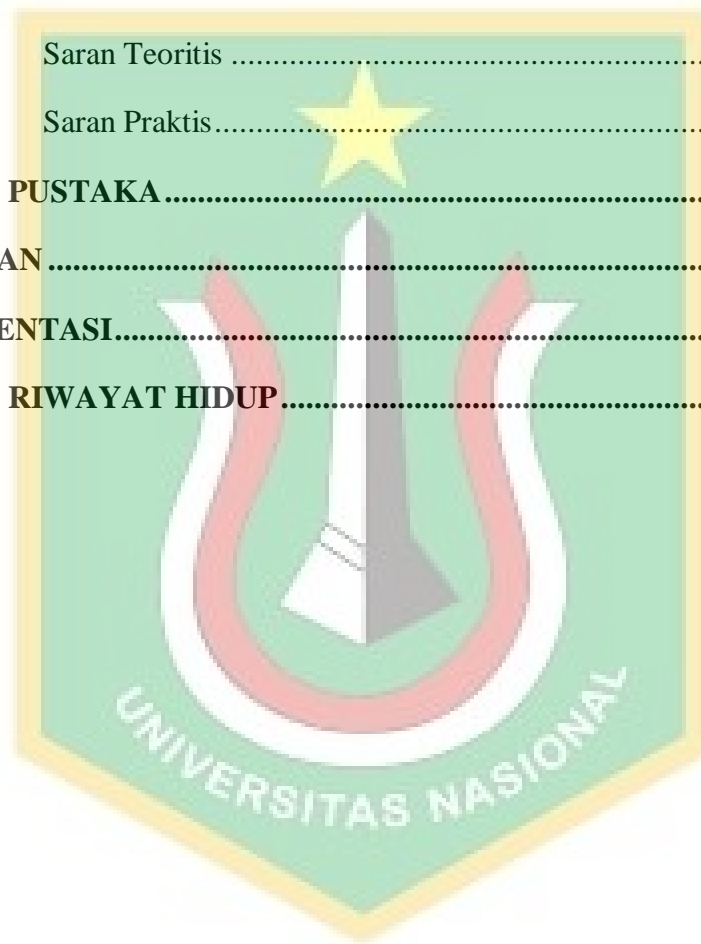 Saran Teoritis ................................................................
Saran Praktis................................................................
PUSTAKA................................................................
AN................................................................
ENTASI................................................................
RIWAYAT HIDUP................................................................
UNIVERSITAS NASIONAL